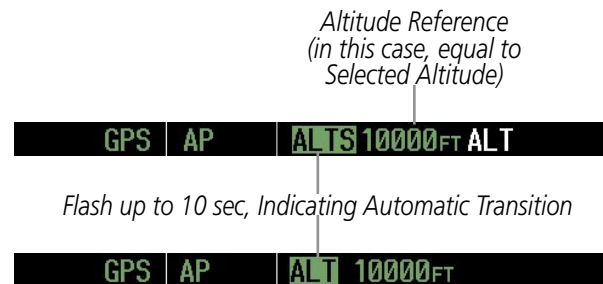 Altitude Reference
(in this case, equal to
Selected Altitude)
GPS AP ALTS 10000FT ALT
Flash up to 10 sec, Indicating Automatic Transition
GPS AP ALT 10000FT